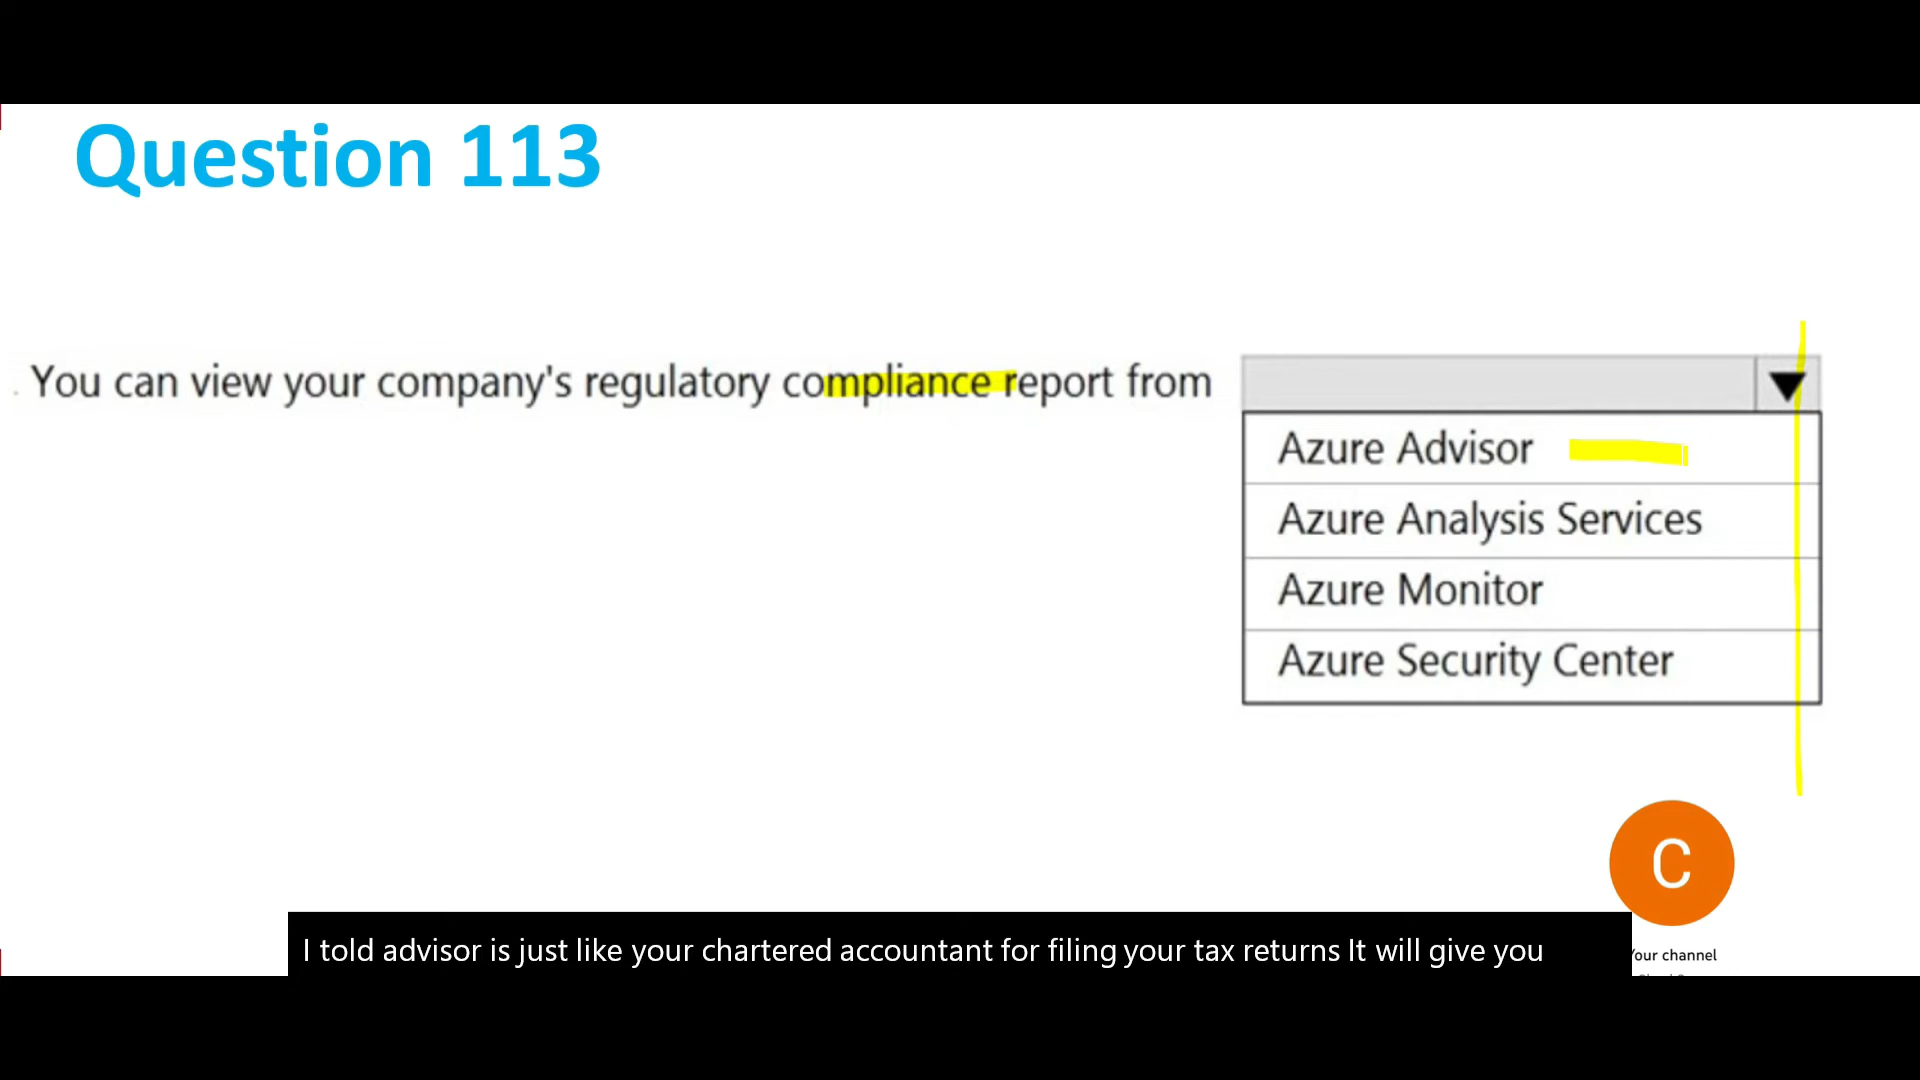 Question 113
You can view your company's regulatory compliance report from
Azure Advisor
Azure Analysis Services
Azure Monitor
Azure Security Center
C
I told advisor is just like your chartered accountant for filing your tax returns It will give you
Your channel